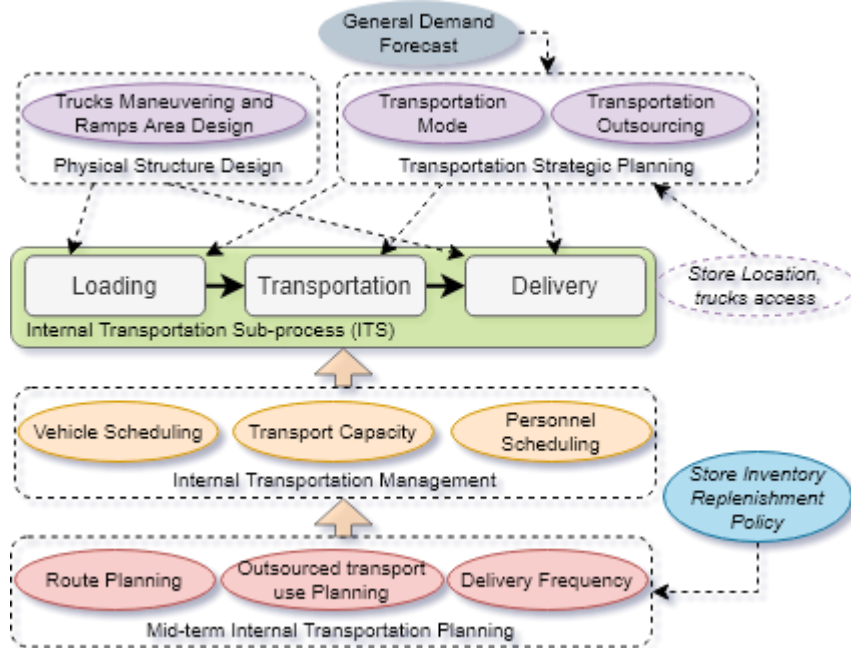 General Demand
Forecast
Trucks Maneuvering and
Ramps Area Design
Physical Structure Design
Transportation
Mode
Transportation
Outsourcing
Transportation Strategic Planning
Loading
Transportation
Delivery
Internal Transportation Sub-process (ITS)
Store Location,
trucks access
Vehicle Scheduling
Transport Capacity
Personnel
Scheduling
Internal Transportation Management
Store Inventory
Replenishment
Policy
Route Planning
Outsourced transport
use Planning
Delivery Frequency
Mid-term Internal Transportation Planning